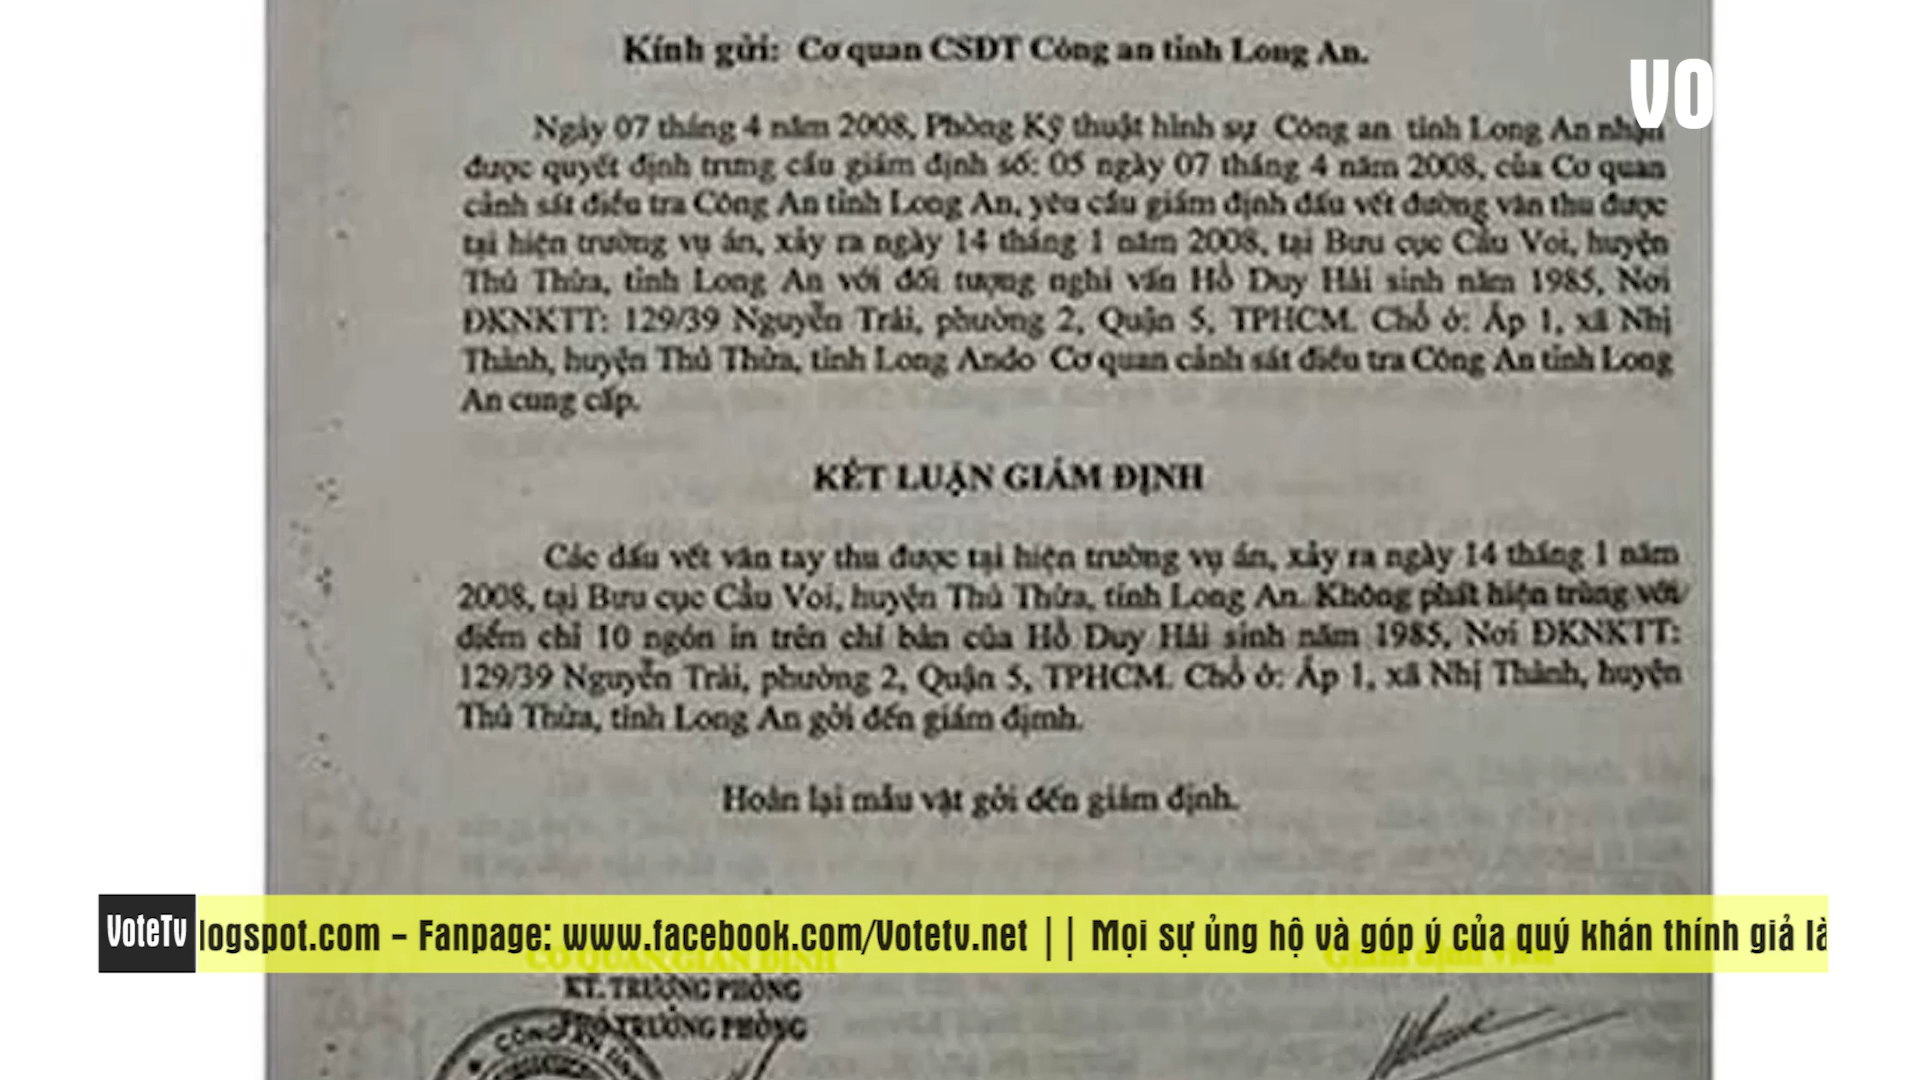 Kính gửi: Cơ quan CSĐT Công an tỉnh Long An.
VO
Ngày 07 tháng 4 năm 2008, Phòng Kỹ thuật hình sự Công an tỉnh Long An nhận
được quyết định trưng cầu giám định số: 05 ngày 07 tháng 4 năm 2008, của Cơ quan
cảnh sát điều tra Công An tỉnh Long An, yêu cầu giám định dấu vết đường vân thu được
tại hiện trường vụ án, xảy ra ngày 14 tháng 1 năm 2008, tại Bưu cục Cầu Voi, huyện
Thủ Thừa, tỉnh Long An với đối tượng nghi vấn Hồ Duy Hải sinh năm 1985, Nơi
ĐKNKTT: 129/39 Nguyễn Trãi, phường 2, Quận 5, TPHCM. Chổ ở: Ấp 1, xã Nhị
Thành, huyện Thủ Thừa, tỉnh Long Ando Cơ quan cảnh sát điều tra Công An tỉnh Long
An cung cấp.
KẾT LUẬN GIÁM ĐỊNH
Các dấu vết vân tay thu được tại hiện trường vụ án, xảy ra ngày 14 tháng 1 năm
2008, tại Bưu cục Cầu Voi, huyện Thủ Thừa, tỉnh Long An. Không phát hiện trùng với
điểm chỉ 10 ngón in trên chỉ bản của Hồ Duy Hải sinh năm 1985, Nơi ĐKNKTT:
129/39 Nguyễn Trãi, phường 2, Quận 5, TPHCM. Chổ ở: Ấp 1, xã Nhị Thành, huyện
Thủ Thừa, tỉnh Long An gởi đến giám định.
Hoàn lại mẫu vật gởi đến giám định.
VoteTv
logspot.com - Fanpage: www.facebook.com/Votetv.net || Mọi sự ủng hộ và góp ý của quý khán thính giả là
CƠ QUAN GIÁM ĐỊNH
Giám định viên
KT. TRƯỞNG PHÒNG
PHÓ TRƯỞNG PHÒNG
CÔNG AN